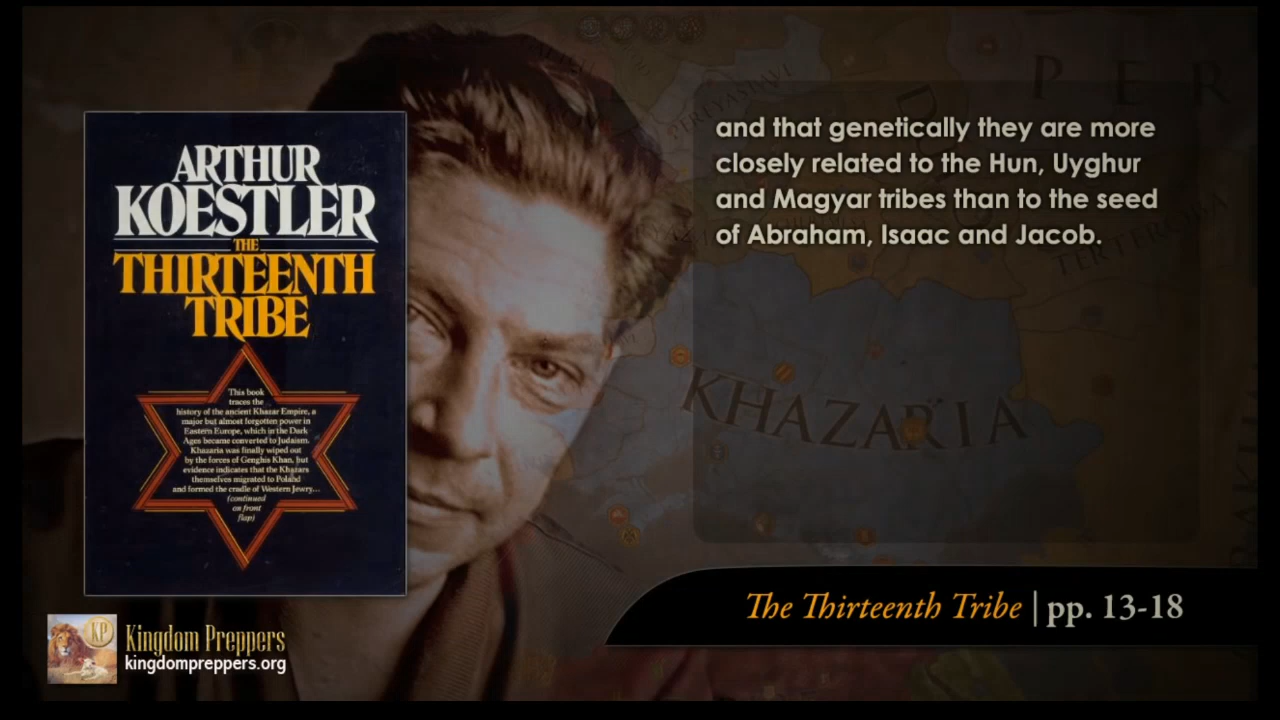 ARTHUR
KOESTLER
THE
THIRTEENTH
TRIBE
This book
traces the
history of the ancient Khazar Empire, a
major but almost forgotten power in
Eastern Europe, which in the Dark
Ages became converted to Judaism.
Khazaria was finally wiped out
by the forces of Genghis Khan, but
evidence indicates that the Khazars
themselves migrated to Poland
and formed the cradle of Western Jewry...
(continued
on front
flap)
and that genetically they are more
closely related to the Hun, Uyghur
and Magyar tribes than to the seed
of Abraham, Isaac and Jacob.
PER
KHAZARIA
The Thirteenth Tribe | pp. 13-18
KP
Kingdom Preppers
kingdompreppers.org